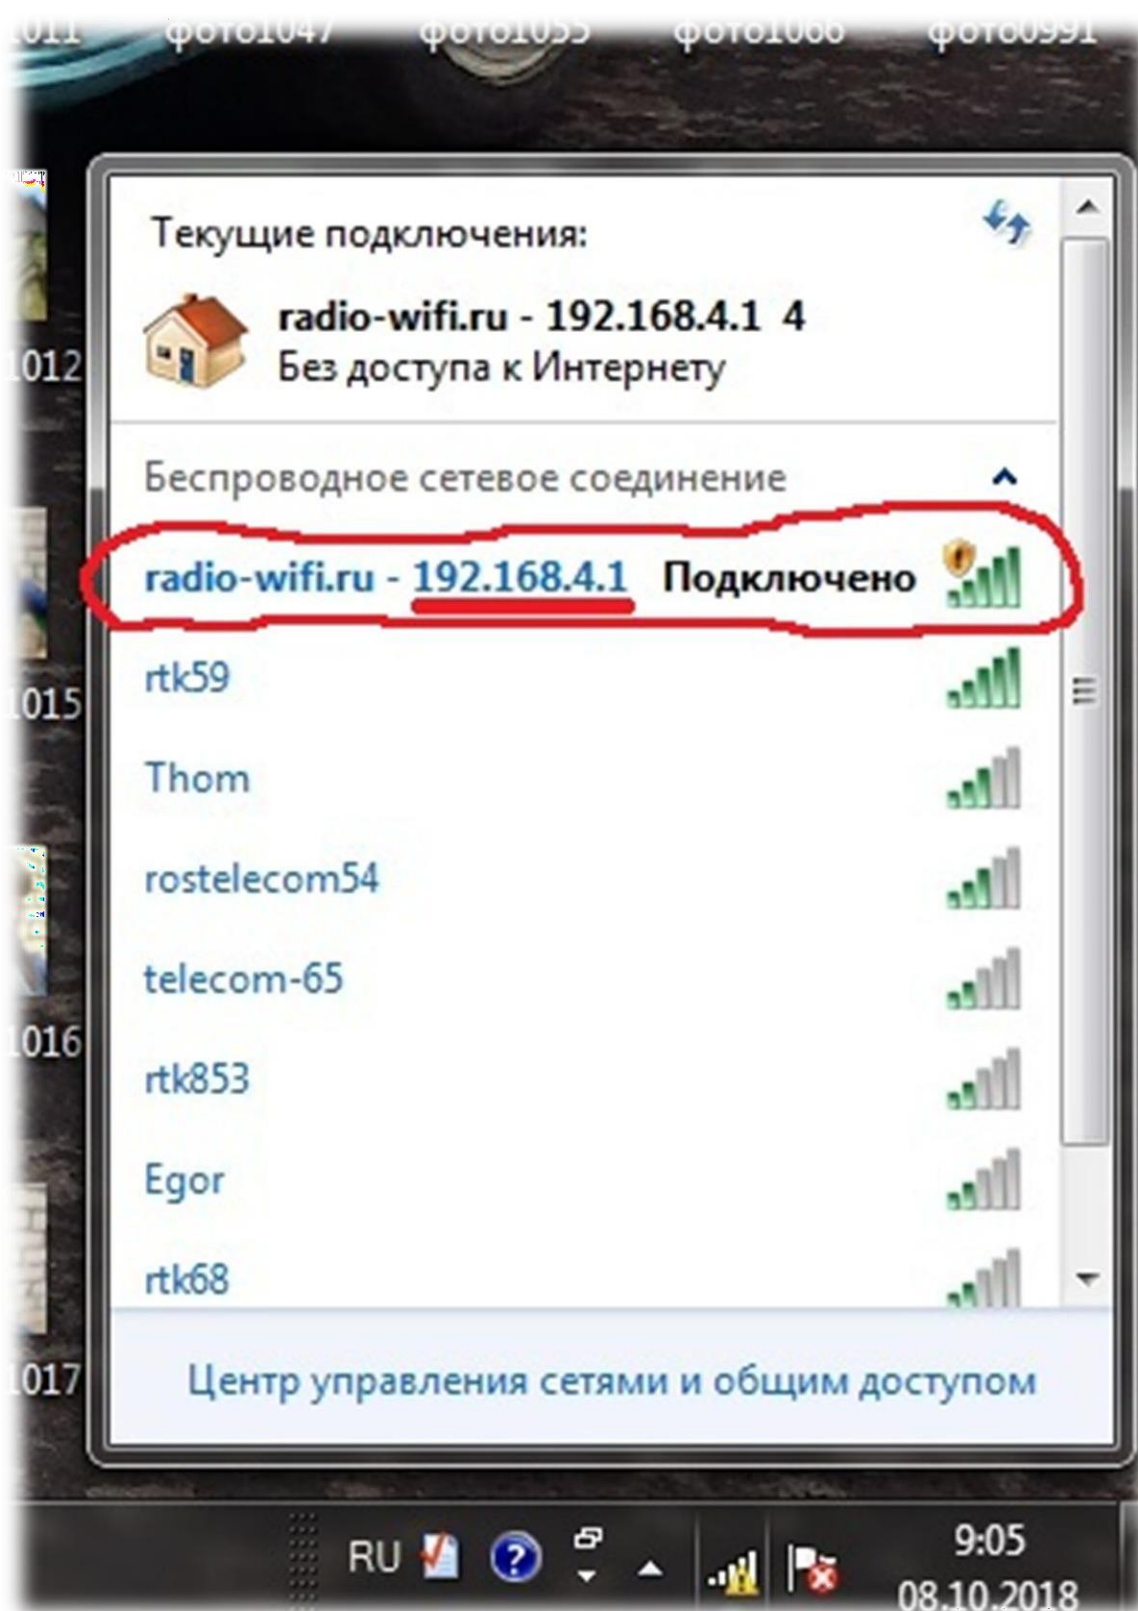 1011 фото1047 фото1055 фото1066 фото0991
Текущие подключения:
radio-wifi.ru - 192.168.4.1 4
Без доступа к Интернету
1012
Беспроводное сетевое соединение
radio-wifi.ru - 192.168.4.1 Подключено
rtk59
1015
Thom
rostelecom54
telecom-65
1016
rtk853
Egor
rtk68
1017
Центр управления сетями и общим доступом
RU
9:05
08.10.2018